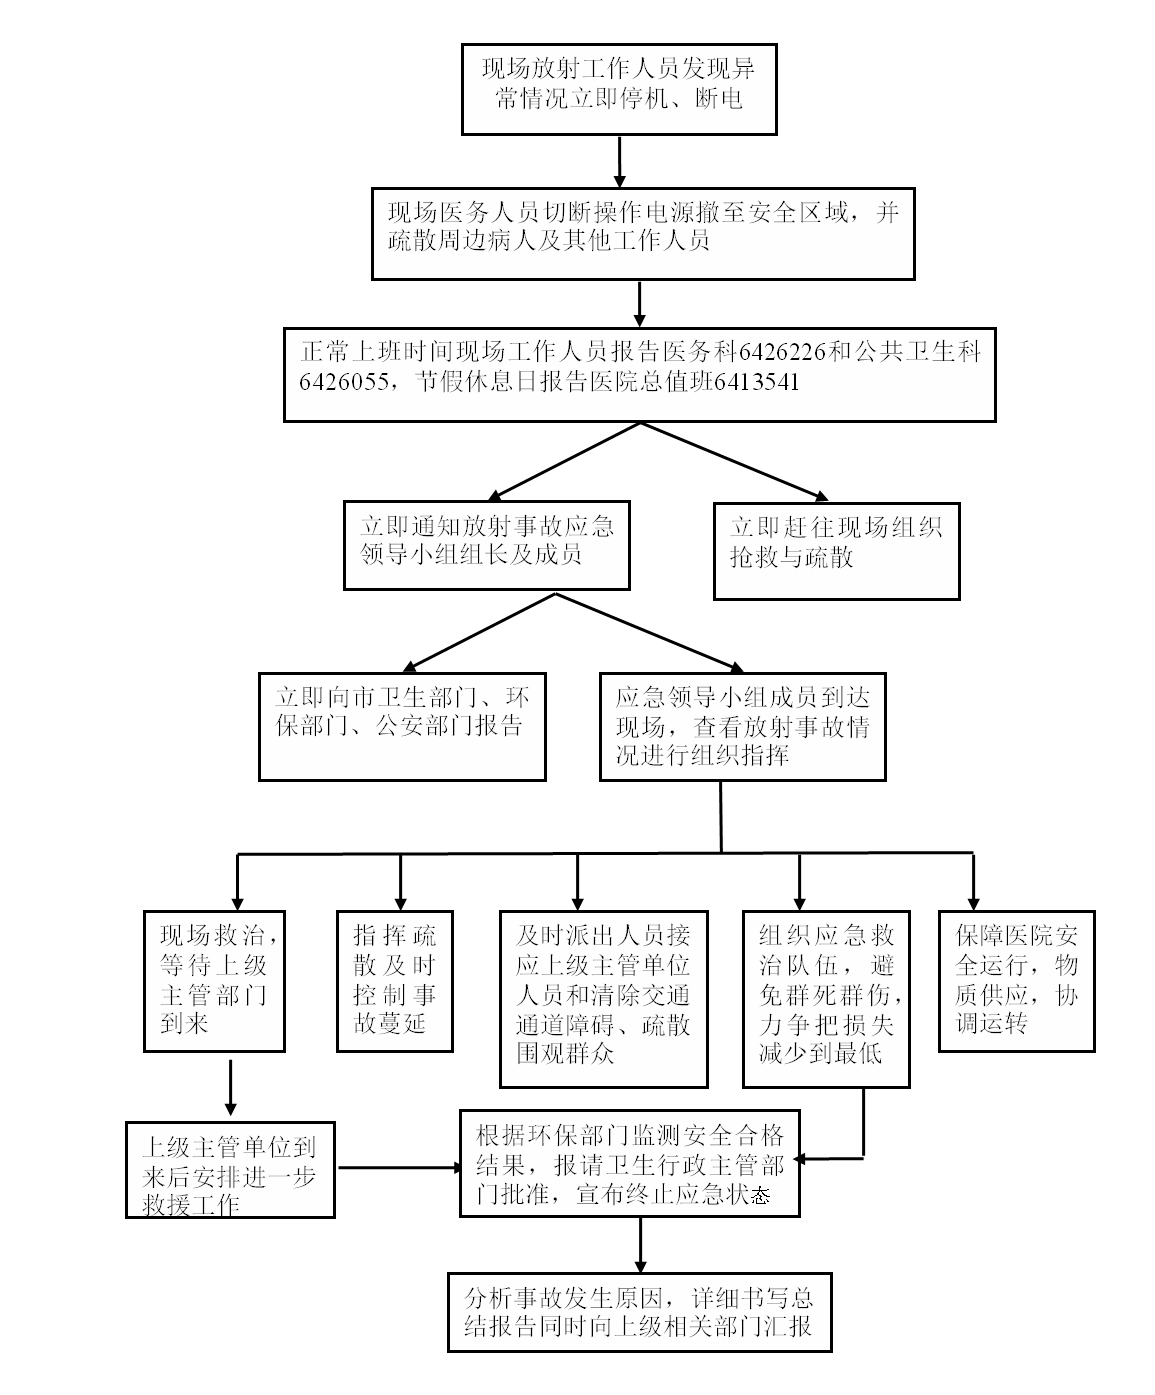 现场放射工作人员发现异
常情况立即停机、断电
现场医务人员切断操作电源撤至安全区域，并
疏散周边病人及其他工作人员
正常上班时间现场工作人员报告医务科6426226和公共卫生科
6426055，节假休息日报告医院总值班6413541
立即通知放射事故应急
领导小组组长及成员
立即赶往现场组织
抢救与疏散
立即向市卫生部门、环
保部门、公安部门报告
应急领导小组成员到达
现场，查看放射事故情
况进行组织指挥
现场救治，
等待上级
主管部门
到来
指挥疏
散及时
控制事
故蔓延
及时派出人员接
应上级主管单位
人员和清除交通
通道障碍、疏散
围观群众
组织应急救
治队伍，避
免群死群伤，
力争把损失
减少到最低
保障医院安
全运行，物
质供应，协
调运转
上级主管单位到
来后安排进一步
救援工作
根据环保部门监测安全合格
结果，报请卫生行政主管部
门批准，宣布终止应急状态
分析事故发生原因，详细书写总
结报告同时向上级相关部门汇报